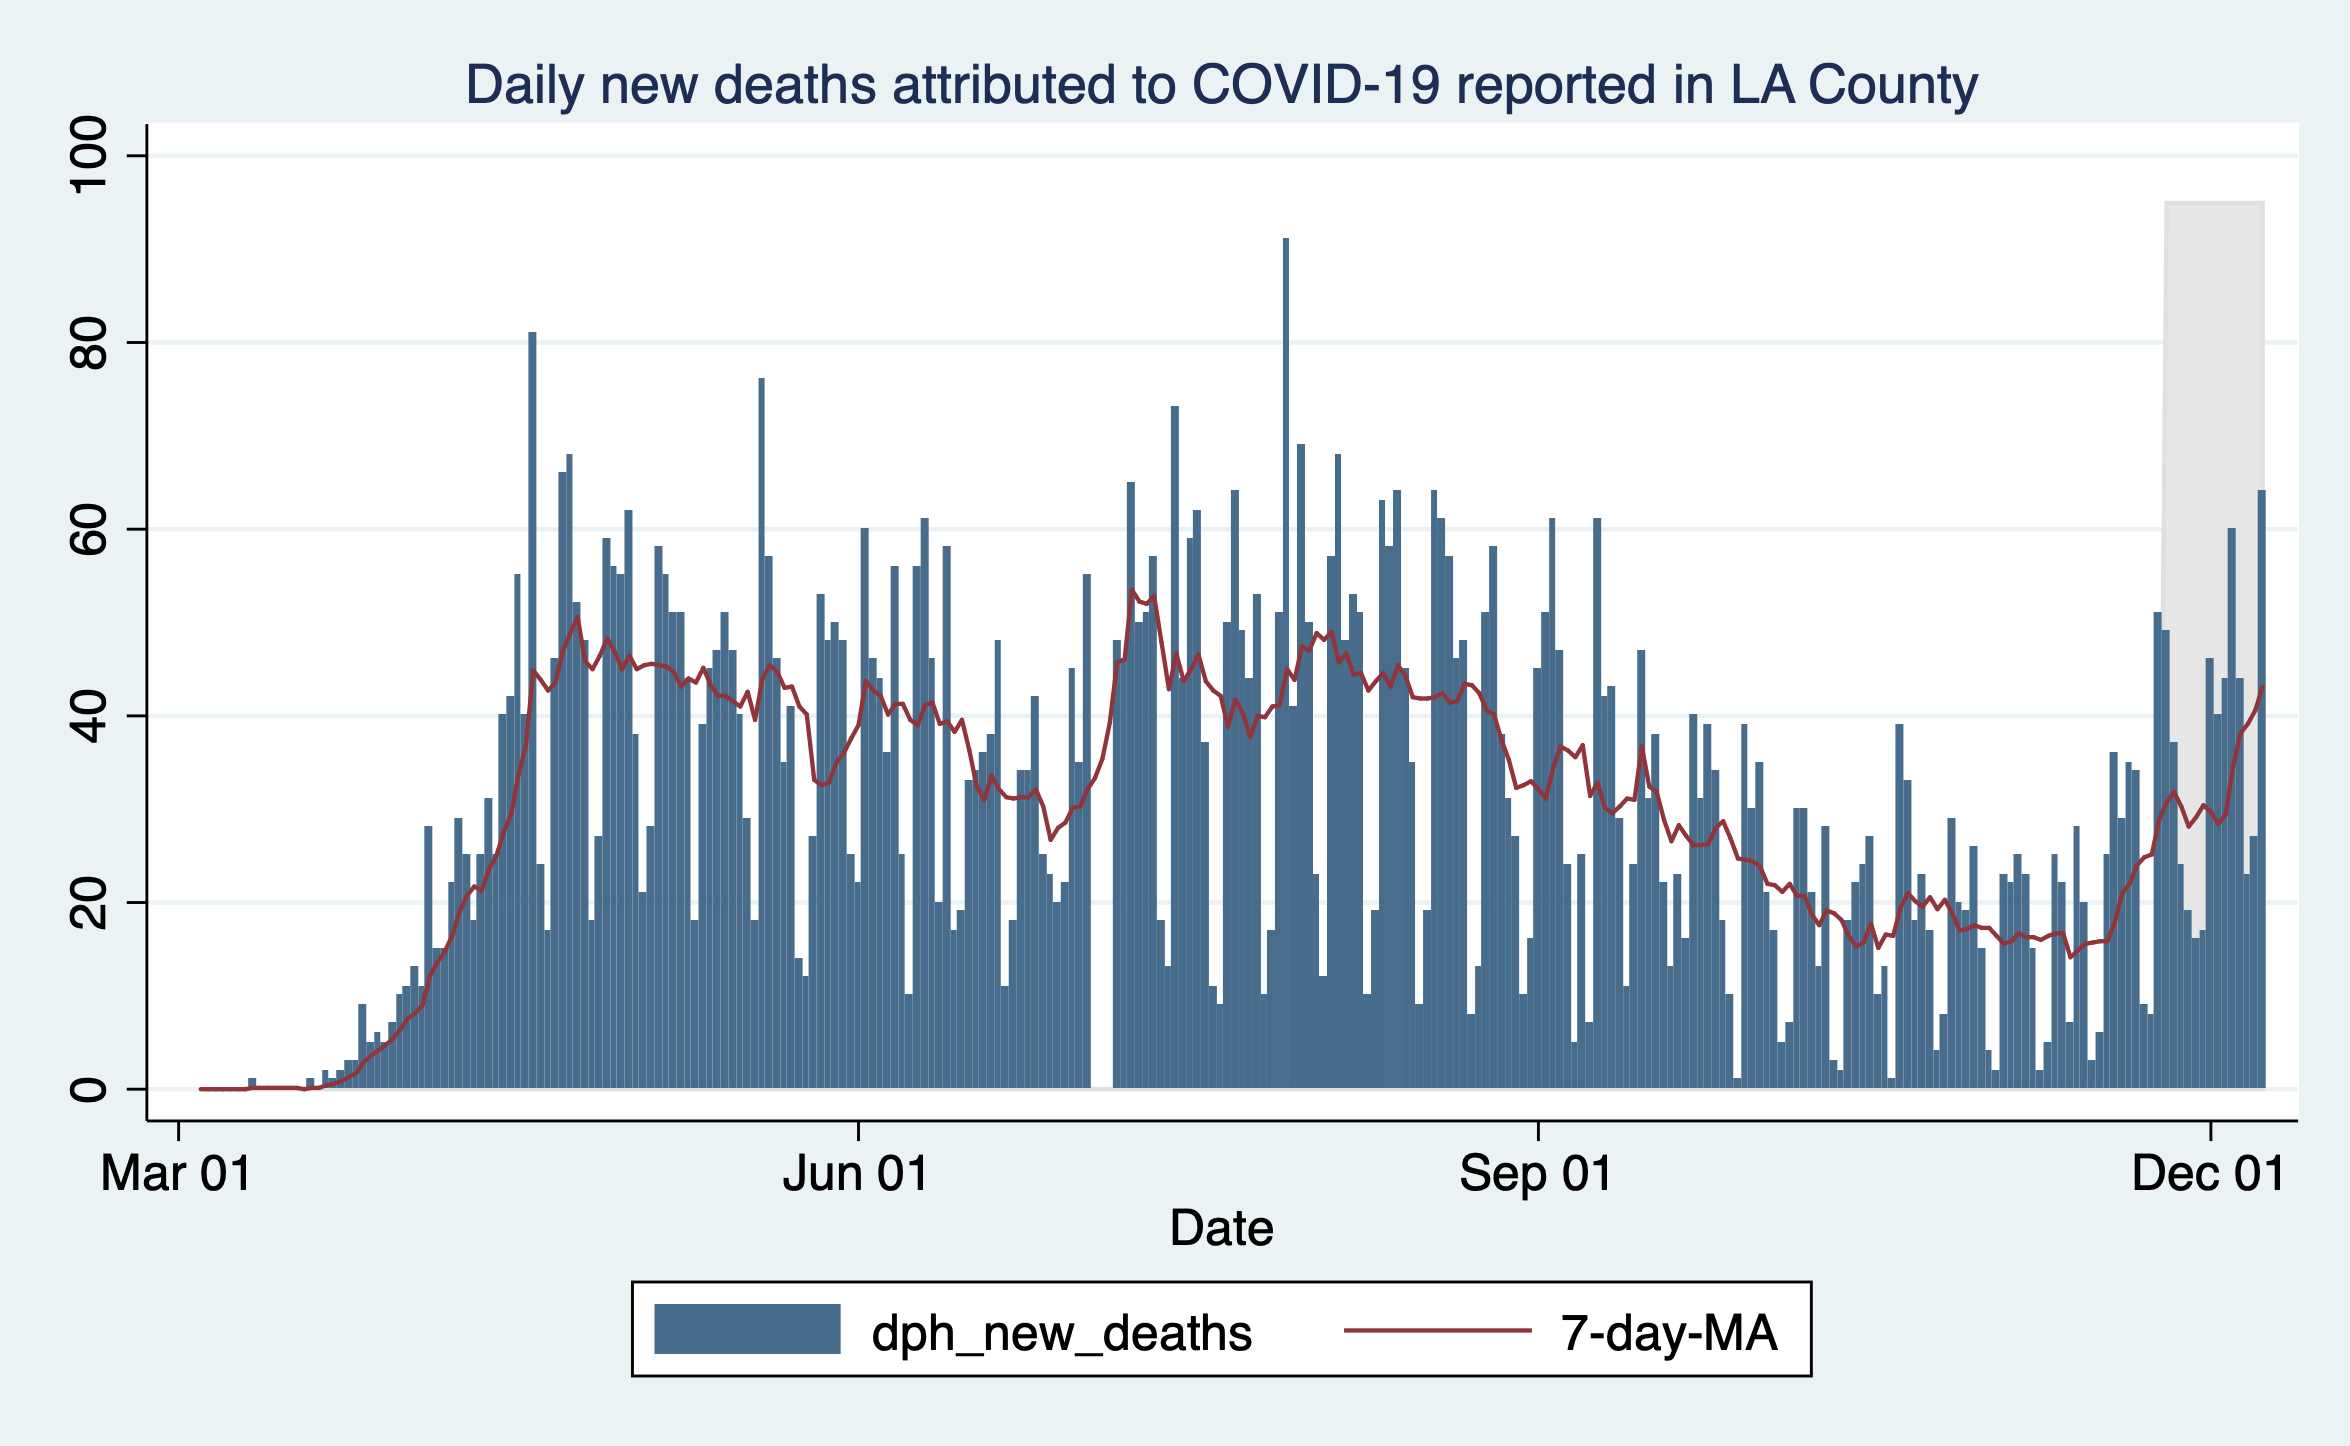 Daily new deaths attributed to COVID-19 reported in LA County
100
80
60
40
20
0
Mar 01
Jun 01
Sep 01
Dec 01
Date
dph_new_deaths
7-day-MA